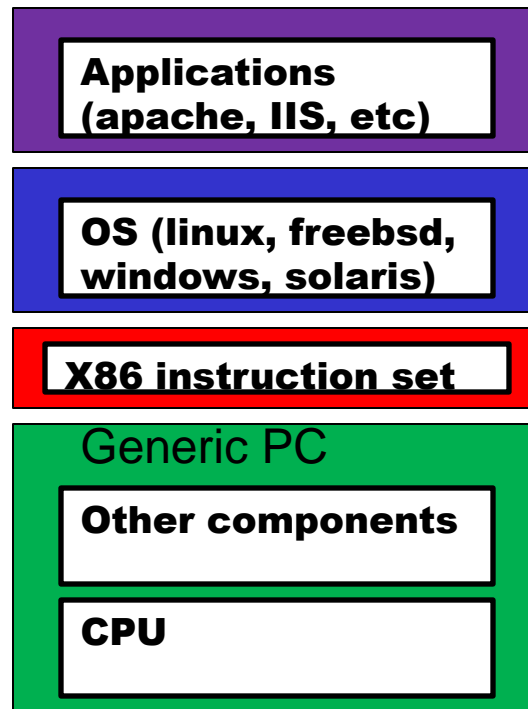 Applications
(apache, IIS, etc)
OS (linux, freebsd,
windows, solaris)
X86 instruction set
Generic PC
Other components
CPU